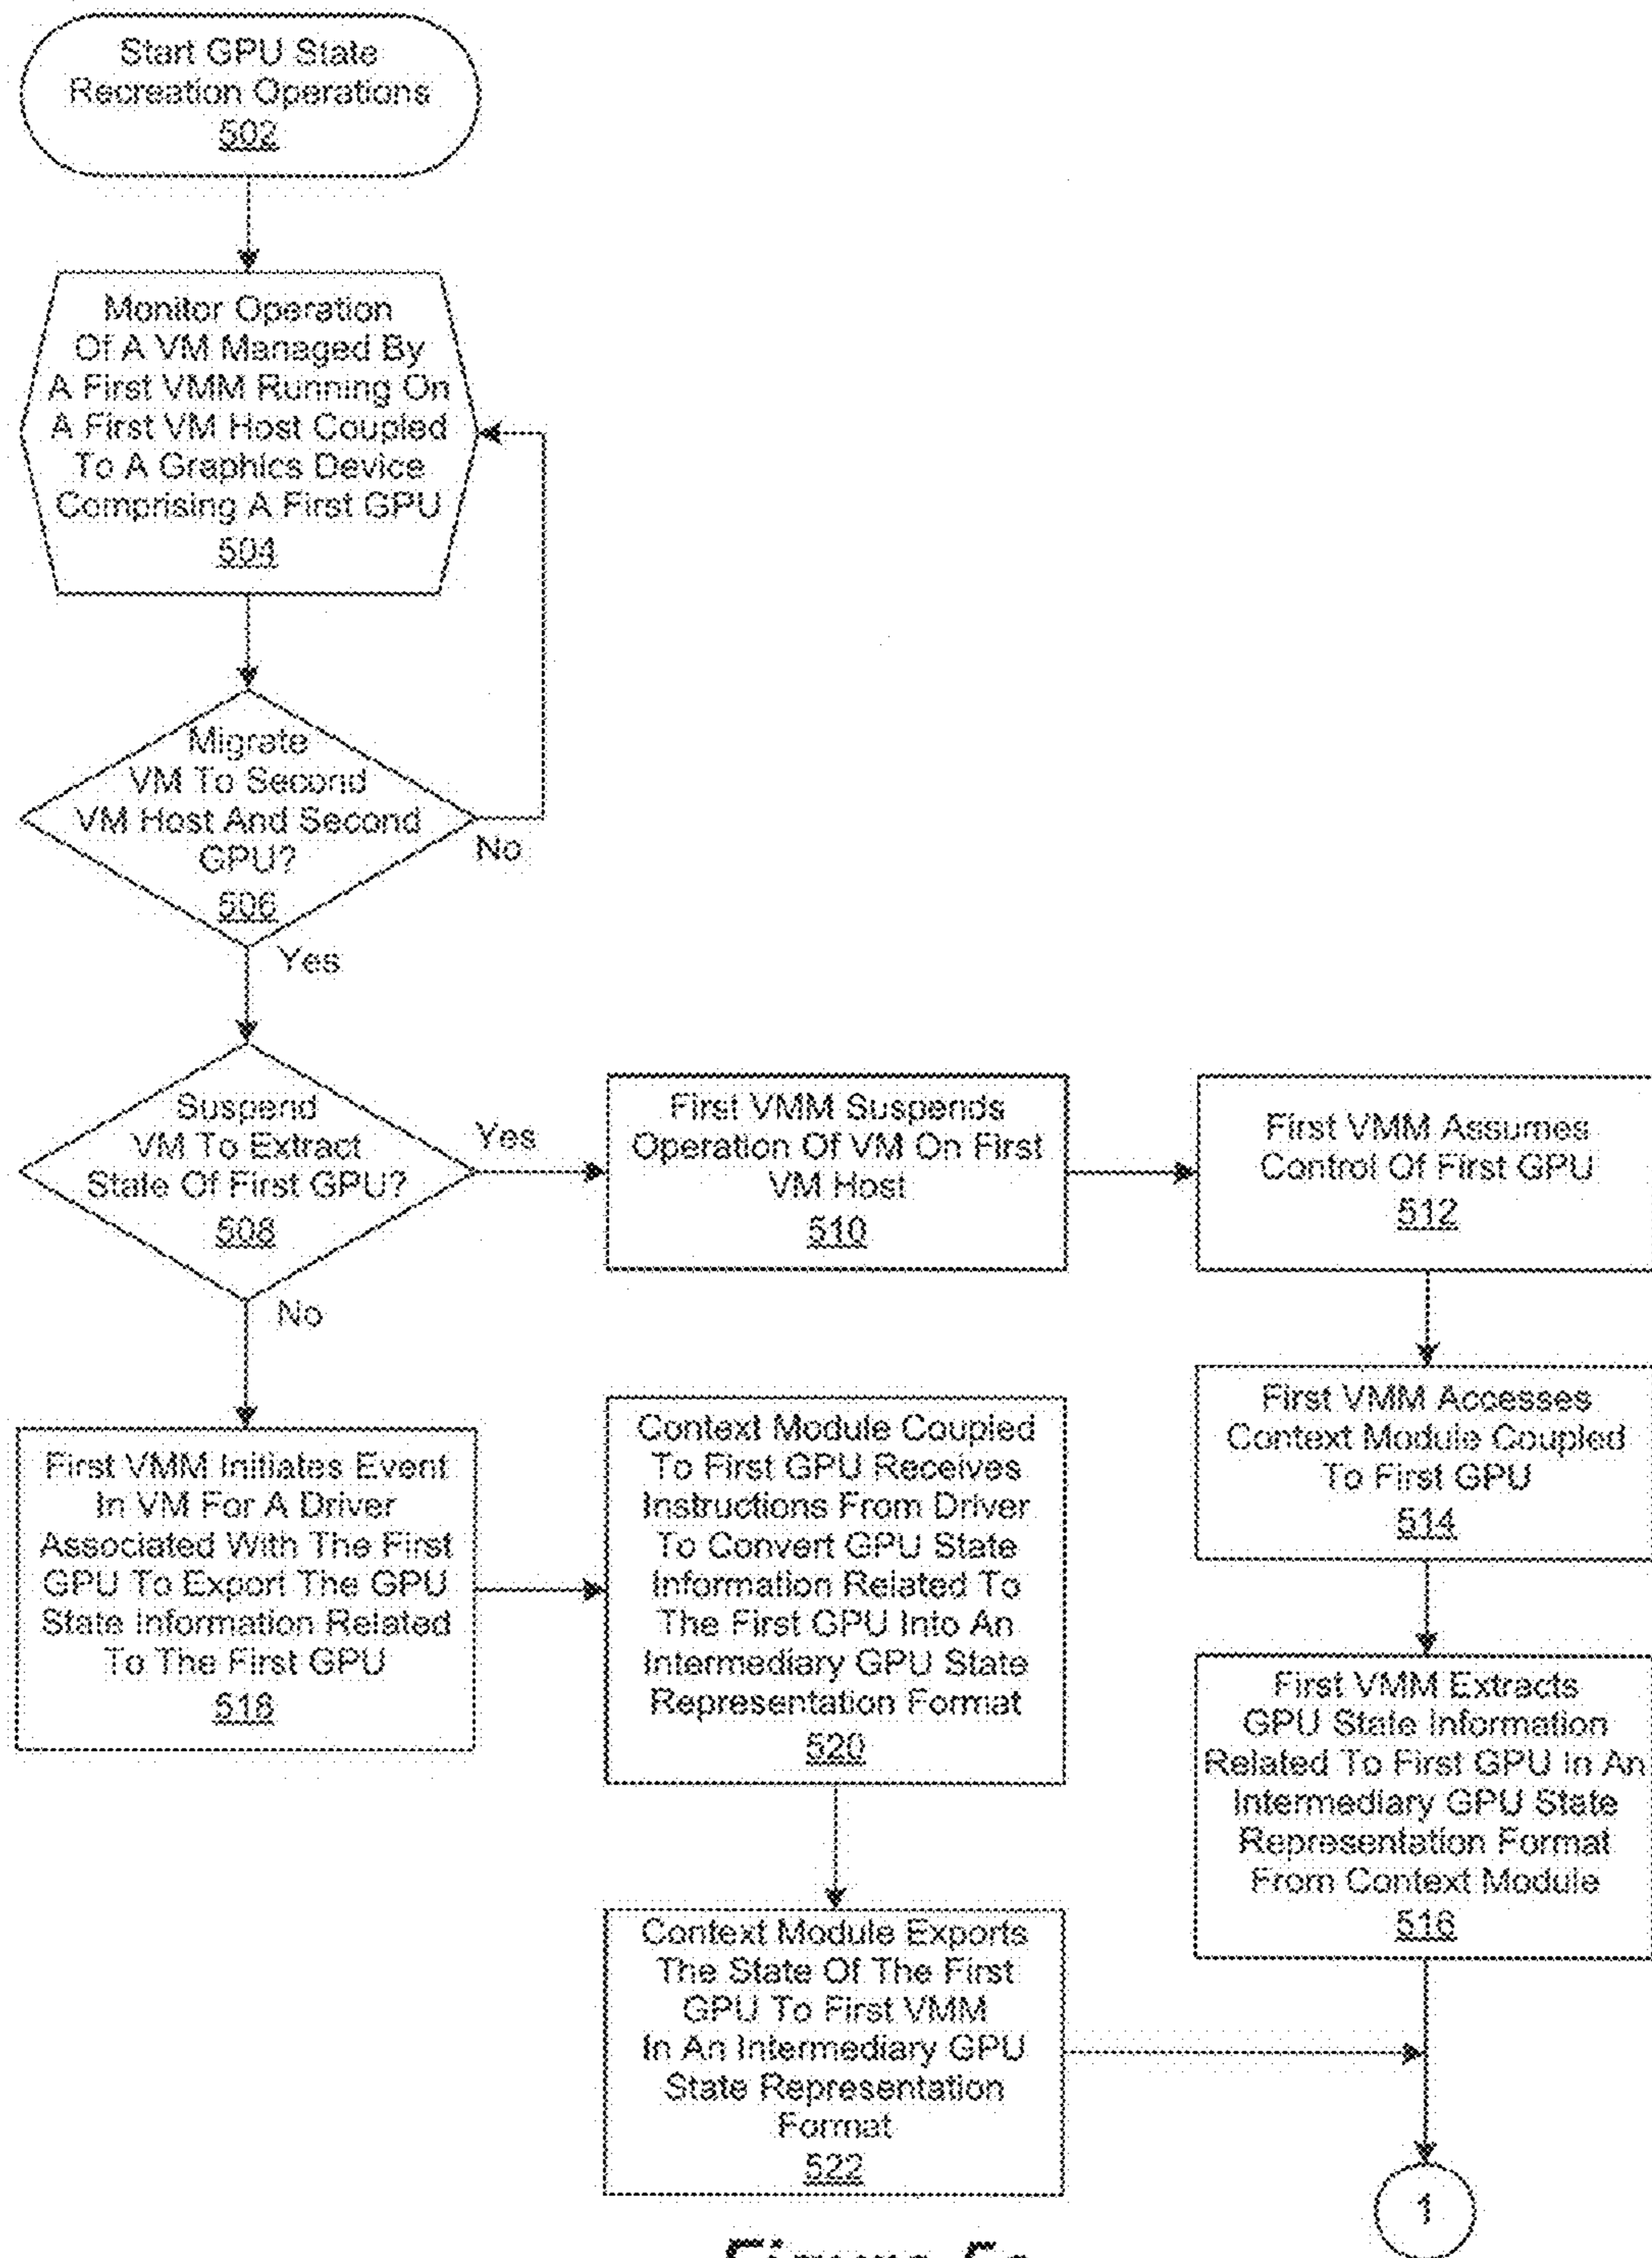 Start GPU State
Recreation Operations
502
Monitor Operation
Of A VM Managed By
A First VMM Running On
A First VM Host Coupled
To A Graphics Device
Comprising A First GPU
504
Migrate
VM To Second
VM Host And Second
GPU?
506
No
Yes
Suspend
VM To Extract
State Of First GPU?
508
Yes
No
First VMM Suspends
Operation Of VM On First
VM Host
510
First VMM Assumes
Control Of First GPU
512
First VMM Accesses
Context Module Coupled
To First GPU
514
First VMM Extracts
GPU State Information
Related To First GPU In An
Intermediary GPU State
Representation Format
From Context Module
516
First VMM Initiates Event
In VM For A Driver
Associated With The First
GPU To Export The GPU
State Information Related
To The First GPU
518
Context Module Coupled
To First GPU Receives
Instructions From Driver
To Convert GPU State
Information Related To
The First GPU Into An
Intermediary GPU State
Representation Format
520
Context Module Exports
The State Of The First
GPU To First VMM
In An Intermediary GPU
State Representation
Format
522
1
Figure 5a